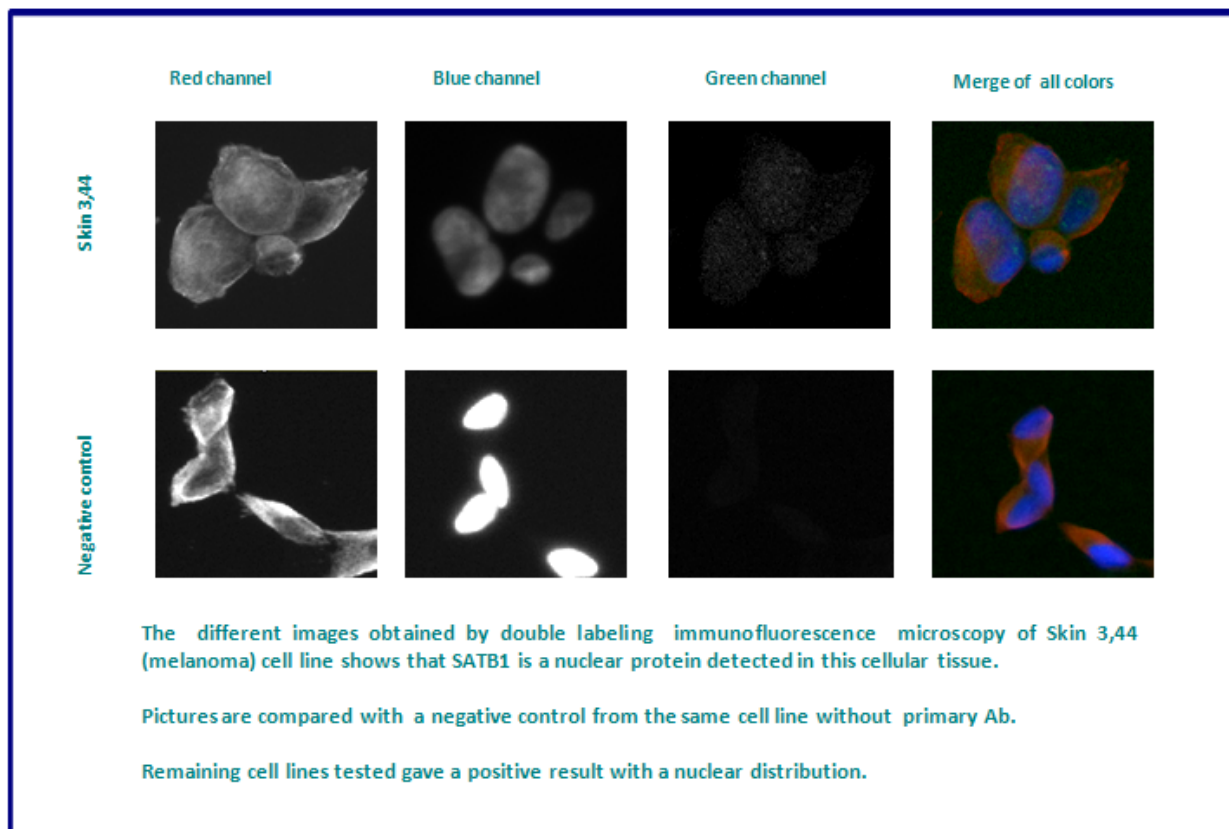 Red channel
Blue channel
Green channel
Merge of all colors
Skin 3,44
Negative control
The different images obtained by double labeling immunofluorescence microscopy of Skin 3,44
(melanoma) cell line shows that SATB1 is a nuclear protein detected in this cellular tissue.
Pictures are compared with a negative control from the same cell line without primary Ab.
Remaining cell lines tested gave a positive result with a nuclear distribution.